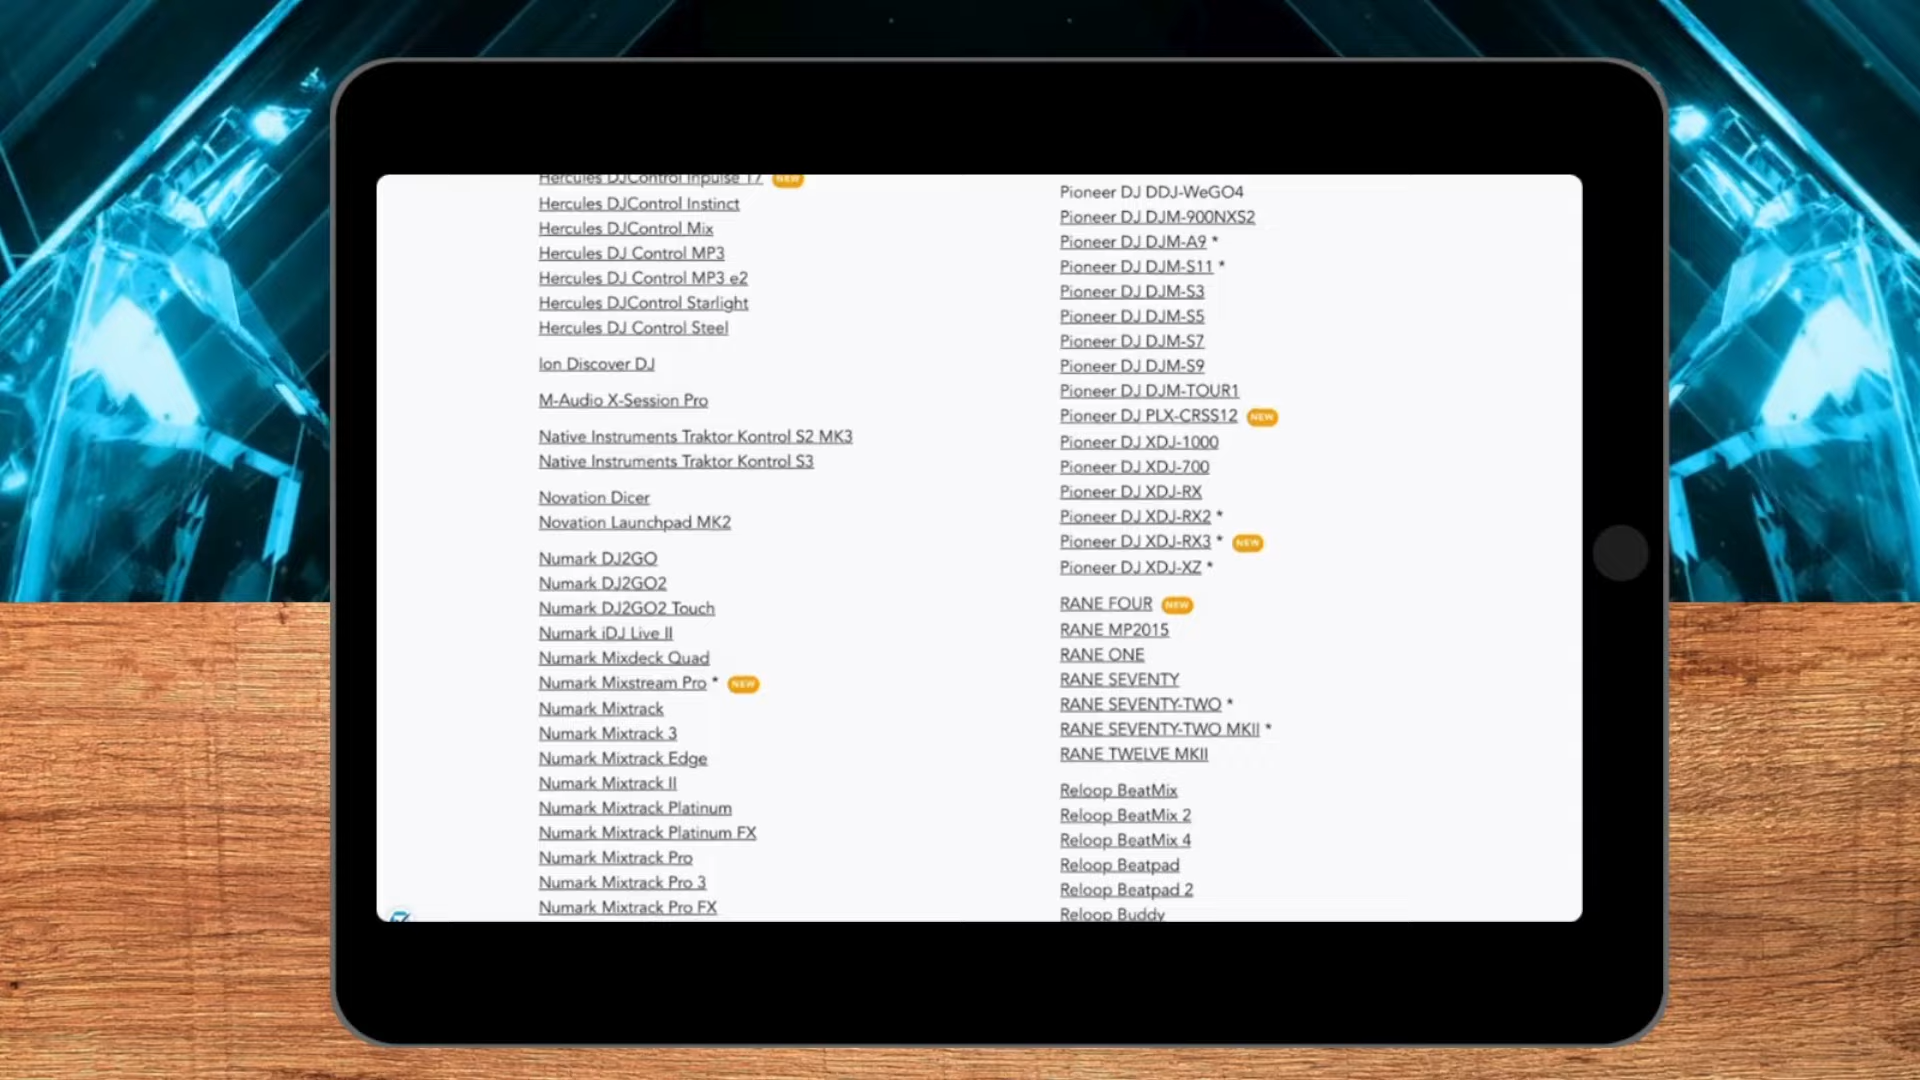 Hercules DJControl Inpulse T7 NEW
Hercules DJControl Instinct
Hercules DJControl Mix
Hercules DJ Control MP3
Hercules DJ Control MP3 e2
Hercules DJControl Starlight
Hercules DJ Control Steel
Ion Discover DJ
M-Audio X-Session Pro
Native Instruments Traktor Kontrol S2 MK3
Native Instruments Traktor Kontrol S3
Novation Dicer
Novation Launchpad MK2
Numark DJ2GO
Numark DJ2GO2
Numark DJ2GO2 Touch
Numark iDJ Live II
Numark Mixdeck Quad
Numark Mixstream Pro * NEW
Numark Mixtrack
Numark Mixtrack 3
Numark Mixtrack Edge
Numark Mixtrack II
Numark Mixtrack Platinum
Numark Mixtrack Platinum FX
Numark Mixtrack Pro
Numark Mixtrack Pro 3
Numark Mixtrack Pro FX
Pioneer DJ DDJ-WeGO4
Pioneer DJ DJM-900NXS2
Pioneer DJ DJM-A9 *
Pioneer DJ DJM-S11 *
Pioneer DJ DJM-S3
Pioneer DJ DJM-S5
Pioneer DJ DJM-S7
Pioneer DJ DJM-S9
Pioneer DJ DJM-TOUR1
Pioneer DJ PLX-CRSS12 NEW
Pioneer DJ XDJ-1000
Pioneer DJ XDJ-700
Pioneer DJ XDJ-RX
Pioneer DJ XDJ-RX2 *
Pioneer DJ XDJ-RX3 * NEW
Pioneer DJ XDJ-XZ *
RANE FOUR NEW
RANE MP2015
RANE ONE
RANE SEVENTY
RANE SEVENTY-TWO *
RANE SEVENTY-TWO MKII *
RANE TWELVE MKII
Reloop BeatMix
Reloop BeatMix 2
Reloop BeatMix 4
Reloop Beatpad
Reloop Beatpad 2
Reloop Buddy